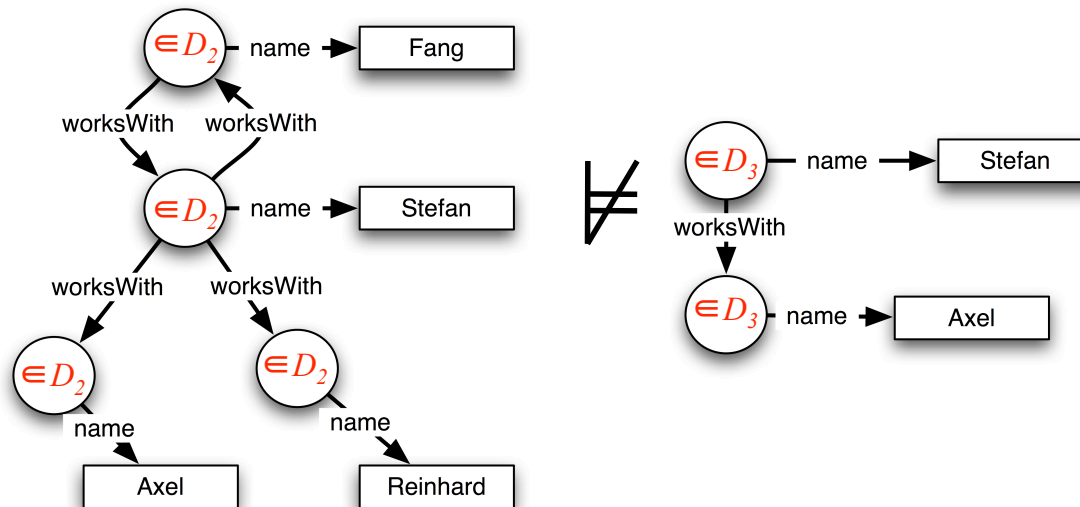 ∈D₂ name Fang
worksWith worksWith
∈D₃ name Stefan
∈D₂ name Stefan
⊭
worksWith
worksWith worksWith
∈D₃ name Axel
∈D₂ ∈D₂
name name
Axel Reinhard